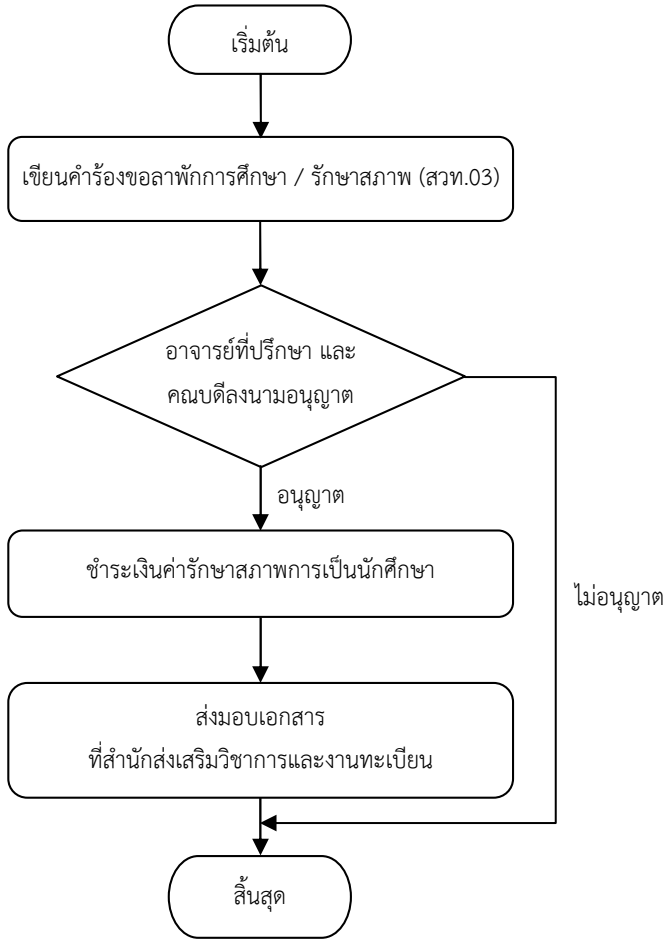 เริ่มต้น
เขียนคำร้องขอลาพักการศึกษา / รักษาสภาพ (สวท.03)
อาจารย์ที่ปรึกษา และ
คณบดีลงนามอนุญาต
อนุญาต
ชำระเงินค่ารักษาสภาพการเป็นนักศึกษา
ไม่อนุญาต
ส่งมอบเอกสาร
ที่สำนักส่งเสริมวิชาการและงานทะเบียน
สิ้นสุด